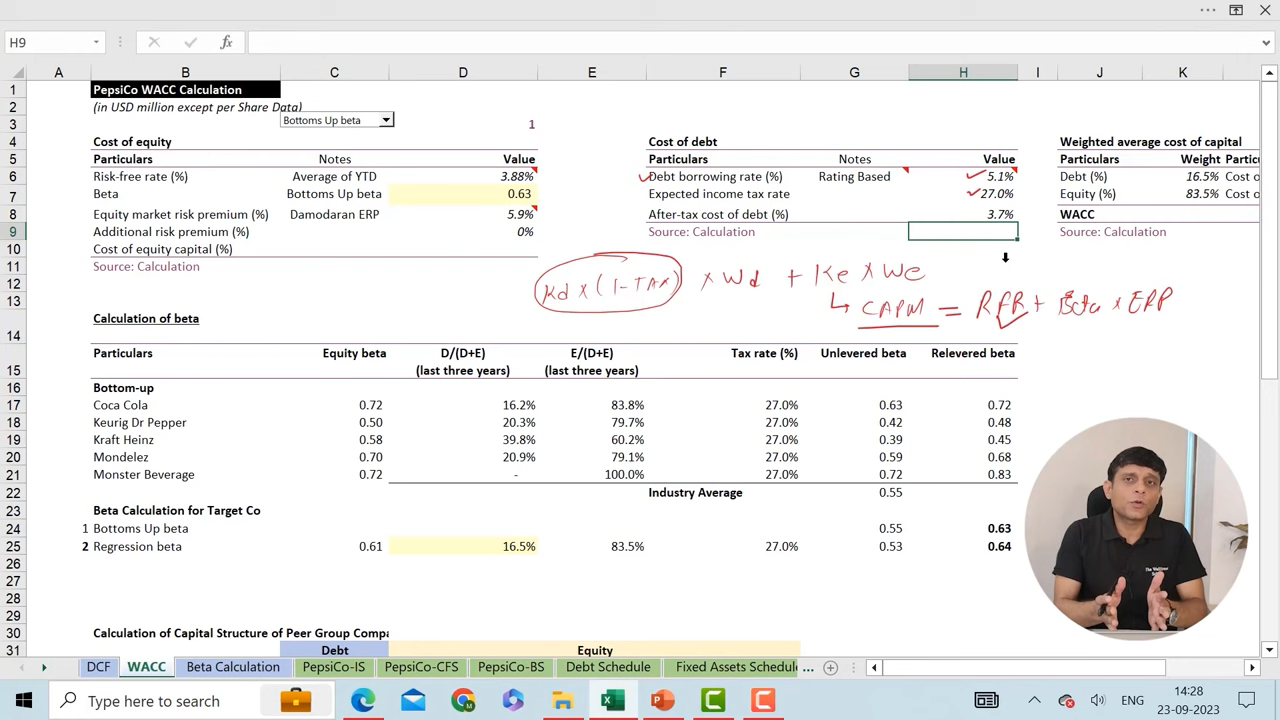 H9
fx
A B C D E F G H I J K
1 PepsiCo WACC Calculation
2 (in USD million except per Share Data)
3 Bottoms Up beta 1
4 Cost of equity Cost of debt Weighted average cost of capital
5 Particulars Notes Value Particulars Notes Value Particulars Weight Partic
6 Risk-free rate (%) Average of YTD 3.88% Debt borrowing rate (%) Rating Based 5.1% Debt (%) 16.5% Cost o
7 Beta Bottoms Up beta 0.63 Expected income tax rate 27.0% Equity (%) 83.5% Cost o
8 Equity market risk premium (%) Damodaran ERP 5.9% After-tax cost of debt (%) 3.7% WACC
9 Additional risk premium (%) 0% Source: Calculation Source: Calculation
10 Cost of equity capital (%)
11 Source: Calculation
12 Kd x (1-TAX) x Wd + Ke x We
13 CAPM = RFR + Beta x ERP
14 Calculation of beta
15 Particulars Equity beta D/(D+E) (last three years) E/(D+E) (last three years) Tax rate (%) Unlevered beta Relevered beta
16 Bottom-up
17 Coca Cola 0.72 16.2% 83.8% 27.0% 0.63 0.72
18 Keurig Dr Pepper 0.50 20.3% 79.7% 27.0% 0.42 0.48
19 Kraft Heinz 0.58 39.8% 60.2% 27.0% 0.39 0.45
20 Mondelez 0.70 20.9% 79.1% 27.0% 0.59 0.68
21 Monster Beverage 0.72 - 100.0% 27.0% 0.72 0.83
22 Industry Average 0.55
23 Beta Calculation for Target Co
24 1 Bottoms Up beta 0.55 0.63
25 2 Regression beta 0.61 16.5% 83.5% 27.0% 0.53 0.64
26
27
28
29
30 Calculation of Capital Structure of Peer Group Compa
31 Debt Equity
DCF WACC Beta Calculation PepsiCo-IS PepsiCo-CFS PepsiCo-BS Debt Schedule Fixed Assets Schedul ...
Type here to search ENG 14:28
23-09-2023